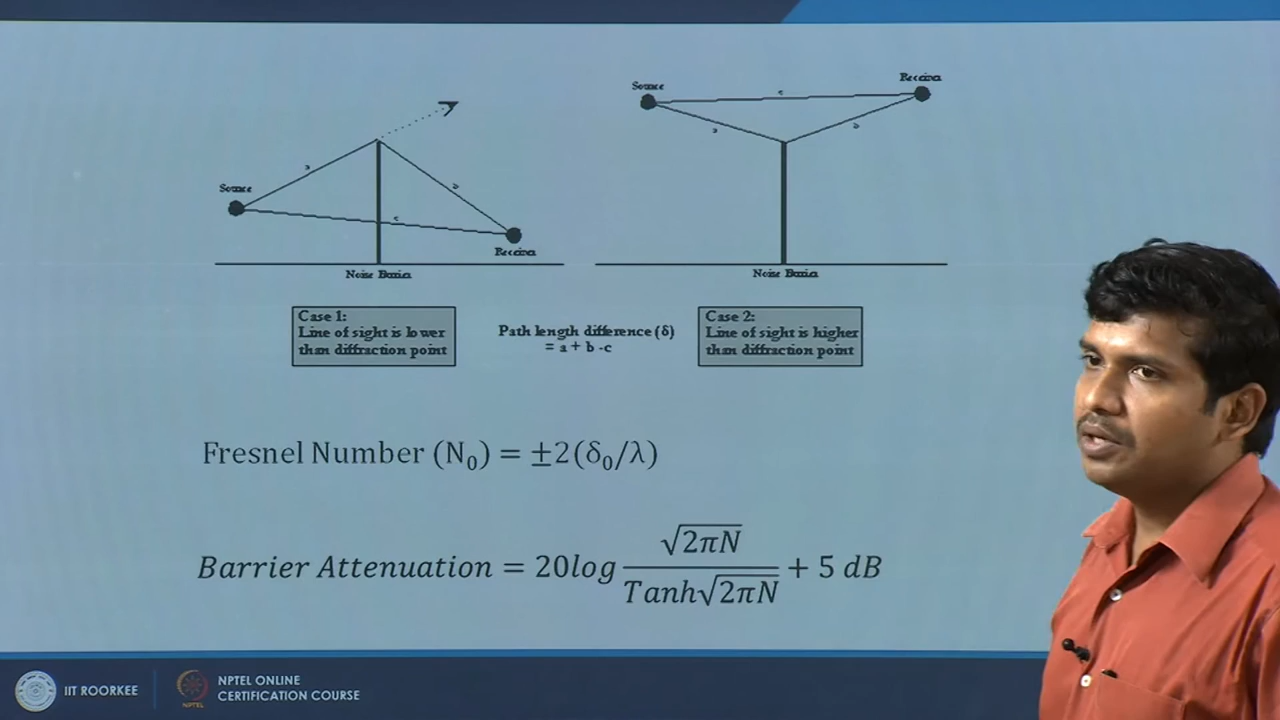 Source
a
b
c
Receiver
Noise Barrier
Source
c
Receiver
a
b
Noise Barrier
Case 1:
Line of sight is lower
than diffraction point
Path length difference (δ)
= a + b -c
Case 2:
Line of sight is higher
than diffraction point
Fresnel Number (N₀) = ±2(δ₀/λ)
Barrier Attenuation = 20log √2πN / Tanh√2πN + 5 dB
IIT ROORKEE
NPTEL
NPTEL ONLINE
CERTIFICATION COURSE